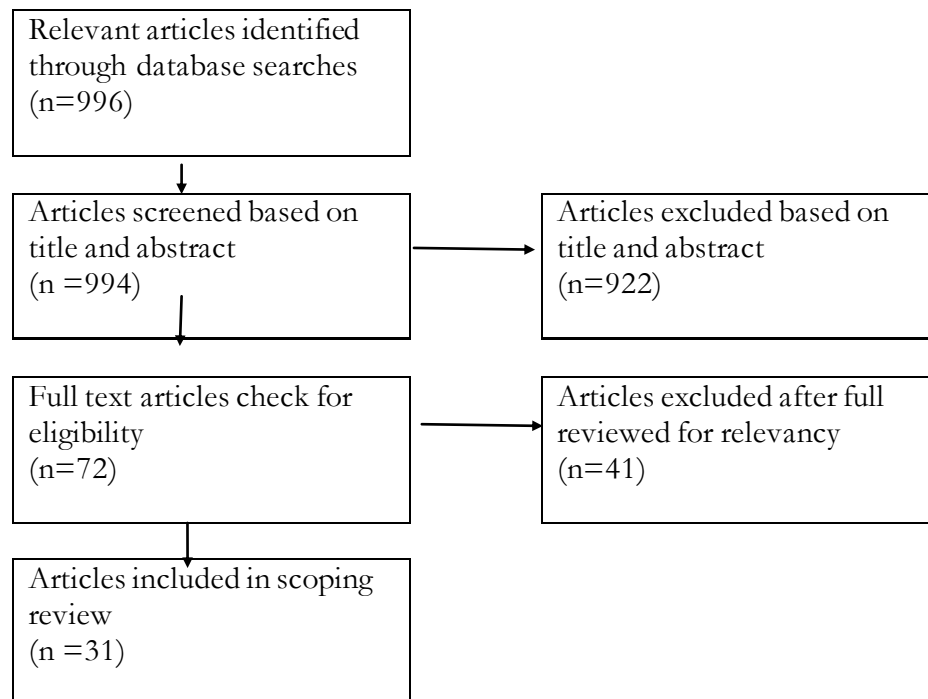 Relevant articles identified
through database searches
(n=996)
Articles screened based on
title and abstract
(n =994)
Articles excluded based on
title and abstract
(n=922)
Full text articles check for
eligibility
(n=72)
Articles excluded after full
reviewed for relevancy
(n=41)
Articles included in scoping
review
(n =31)